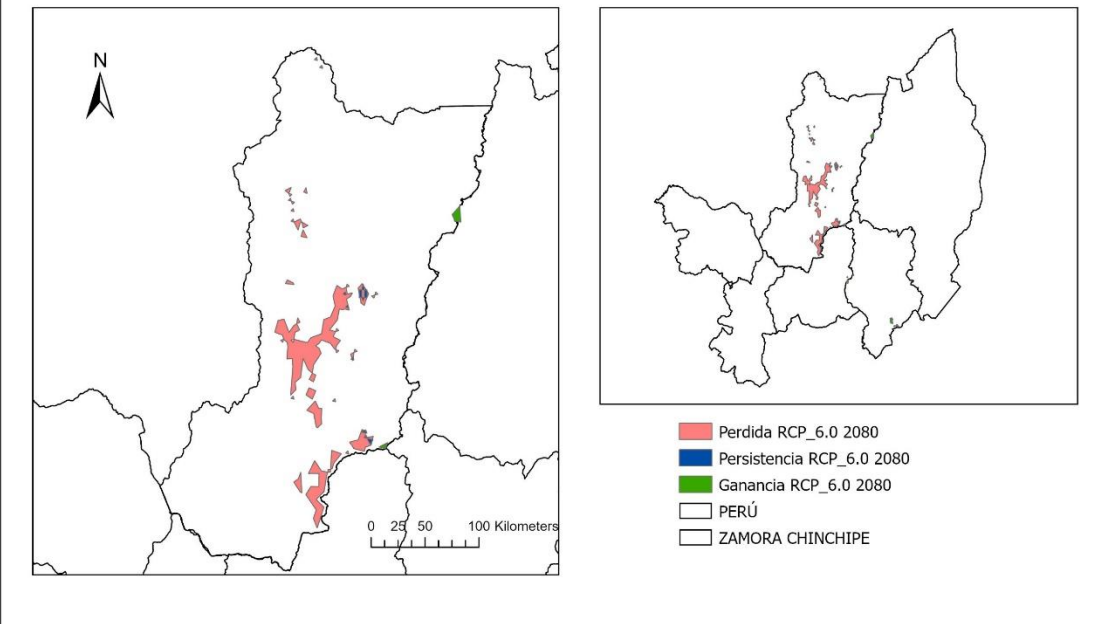 N
0 25 50 100 Kilometers
Perdida RCP_6.0 2080
Persistencia RCP_6.0 2080
Ganancia RCP_6.0 2080
PERÚ
ZAMORA CHINCHIPE